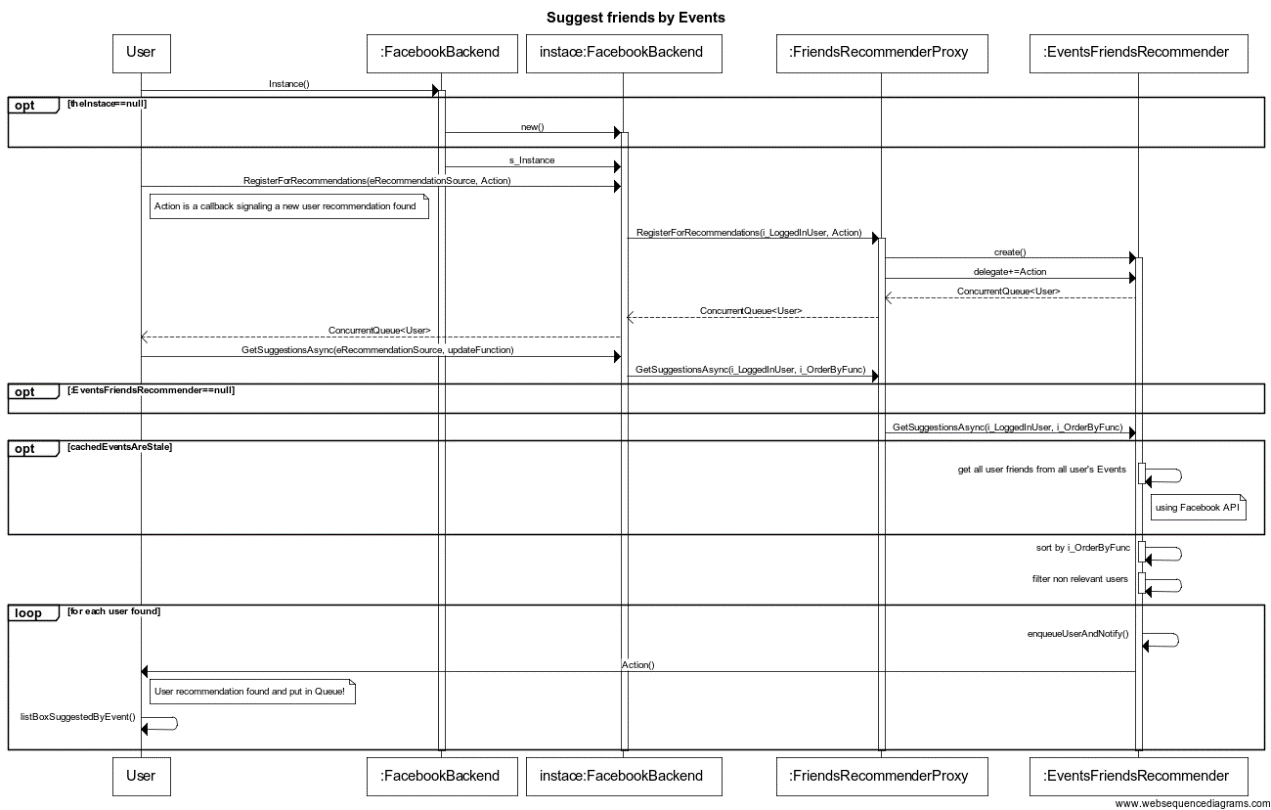 Suggest friends by Events
User
:FacebookBackend
instace:FacebookBackend
:FriendsRecommenderProxy
:EventsFriendsRecommender
Instance()
opt
[theInstace==null]
new()
s_Instance
RegisterForRecommendations(eRecommendationSource, Action)
Action is a callback signaling a new user recommendation found
RegisterForRecommendations(i_LoggedInUser, Action)
create()
delegate+=Action
ConcurrentQueue<User>
ConcurrentQueue<User>
ConcurrentQueue<User>
GetSuggestionsAsync(eRecommendationSource, updateFunction)
GetSuggestionsAsync(i_LoggedInUser, i_OrderByFunc)
opt
[:EventsFriendsRecommender==null]
GetSuggestionsAsync(i_LoggedInUser, i_OrderByFunc)
opt
[cachedEventsAreStale]
get all user friends from all user's Events
using Facebook API
sort by i_OrderByFunc
filter non relevant users
loop
[for each user found]
enqueueUserAndNotify()
Action()
User recommendation found and put in Queue!
listBoxSuggestedByEvent()
User
:FacebookBackend
instace:FacebookBackend
:FriendsRecommenderProxy
:EventsFriendsRecommender
www.websequencediagrams.com